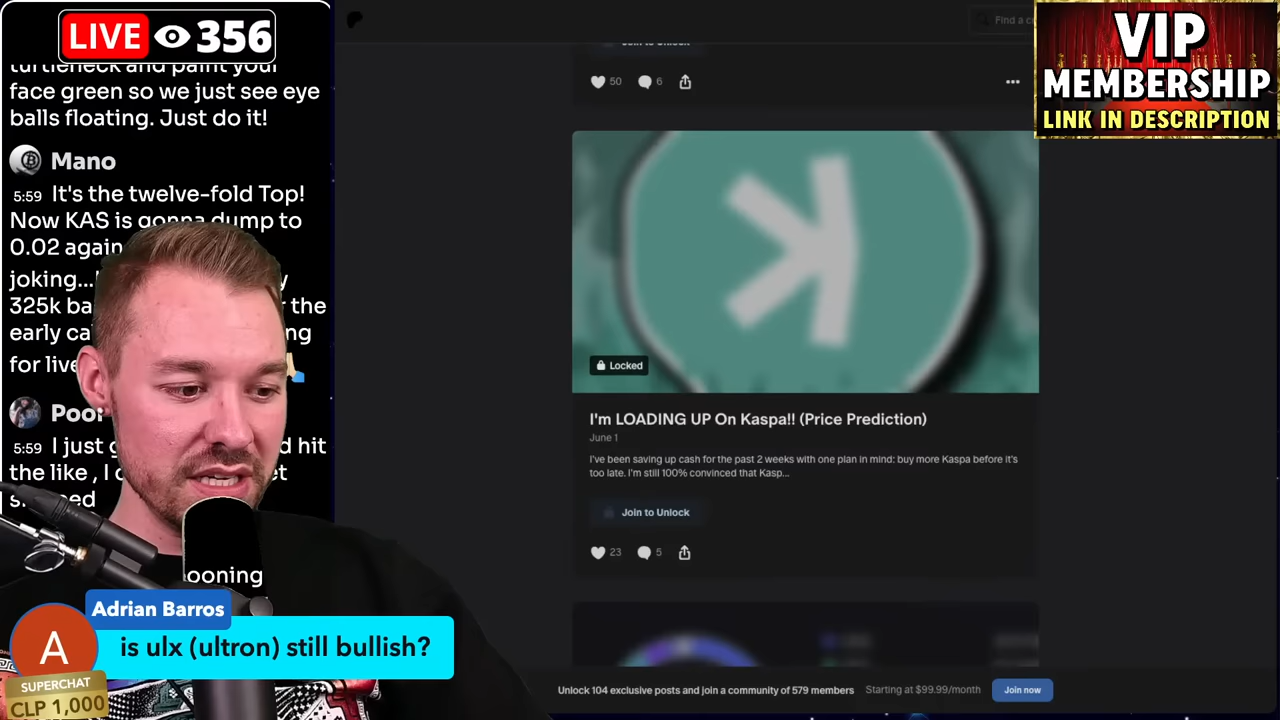 LIVE 356
turtleneck and paint your
face green so we just see eye
balls floating. Just do it!
Mano
5:59 It's the twelve-fold Top!
Now KAS is gonna dump to
0.02 again
joking...
325k the
early
for live
5:59 I just hit
the like , I
ooning
Adrian Barros
A
is ulx (ultron) still bullish?
SUPERCHAT
CLP 1,000
Find a
Join to Unlock
50 6
Locked
I'm LOADING UP On Kaspa!! (Price Prediction)
June 1
I've been saving up cash for the past 2 weeks with one plan in mind: buy more Kaspa before it's
too late. I'm still 100% convinced that Kasp...
Join to Unlock
23 5
Unlock 104 exclusive posts and join a community of 579 members Starting at $99.99/month Join now
VIP
MEMBERSHIP
LINK IN DESCRIPTION